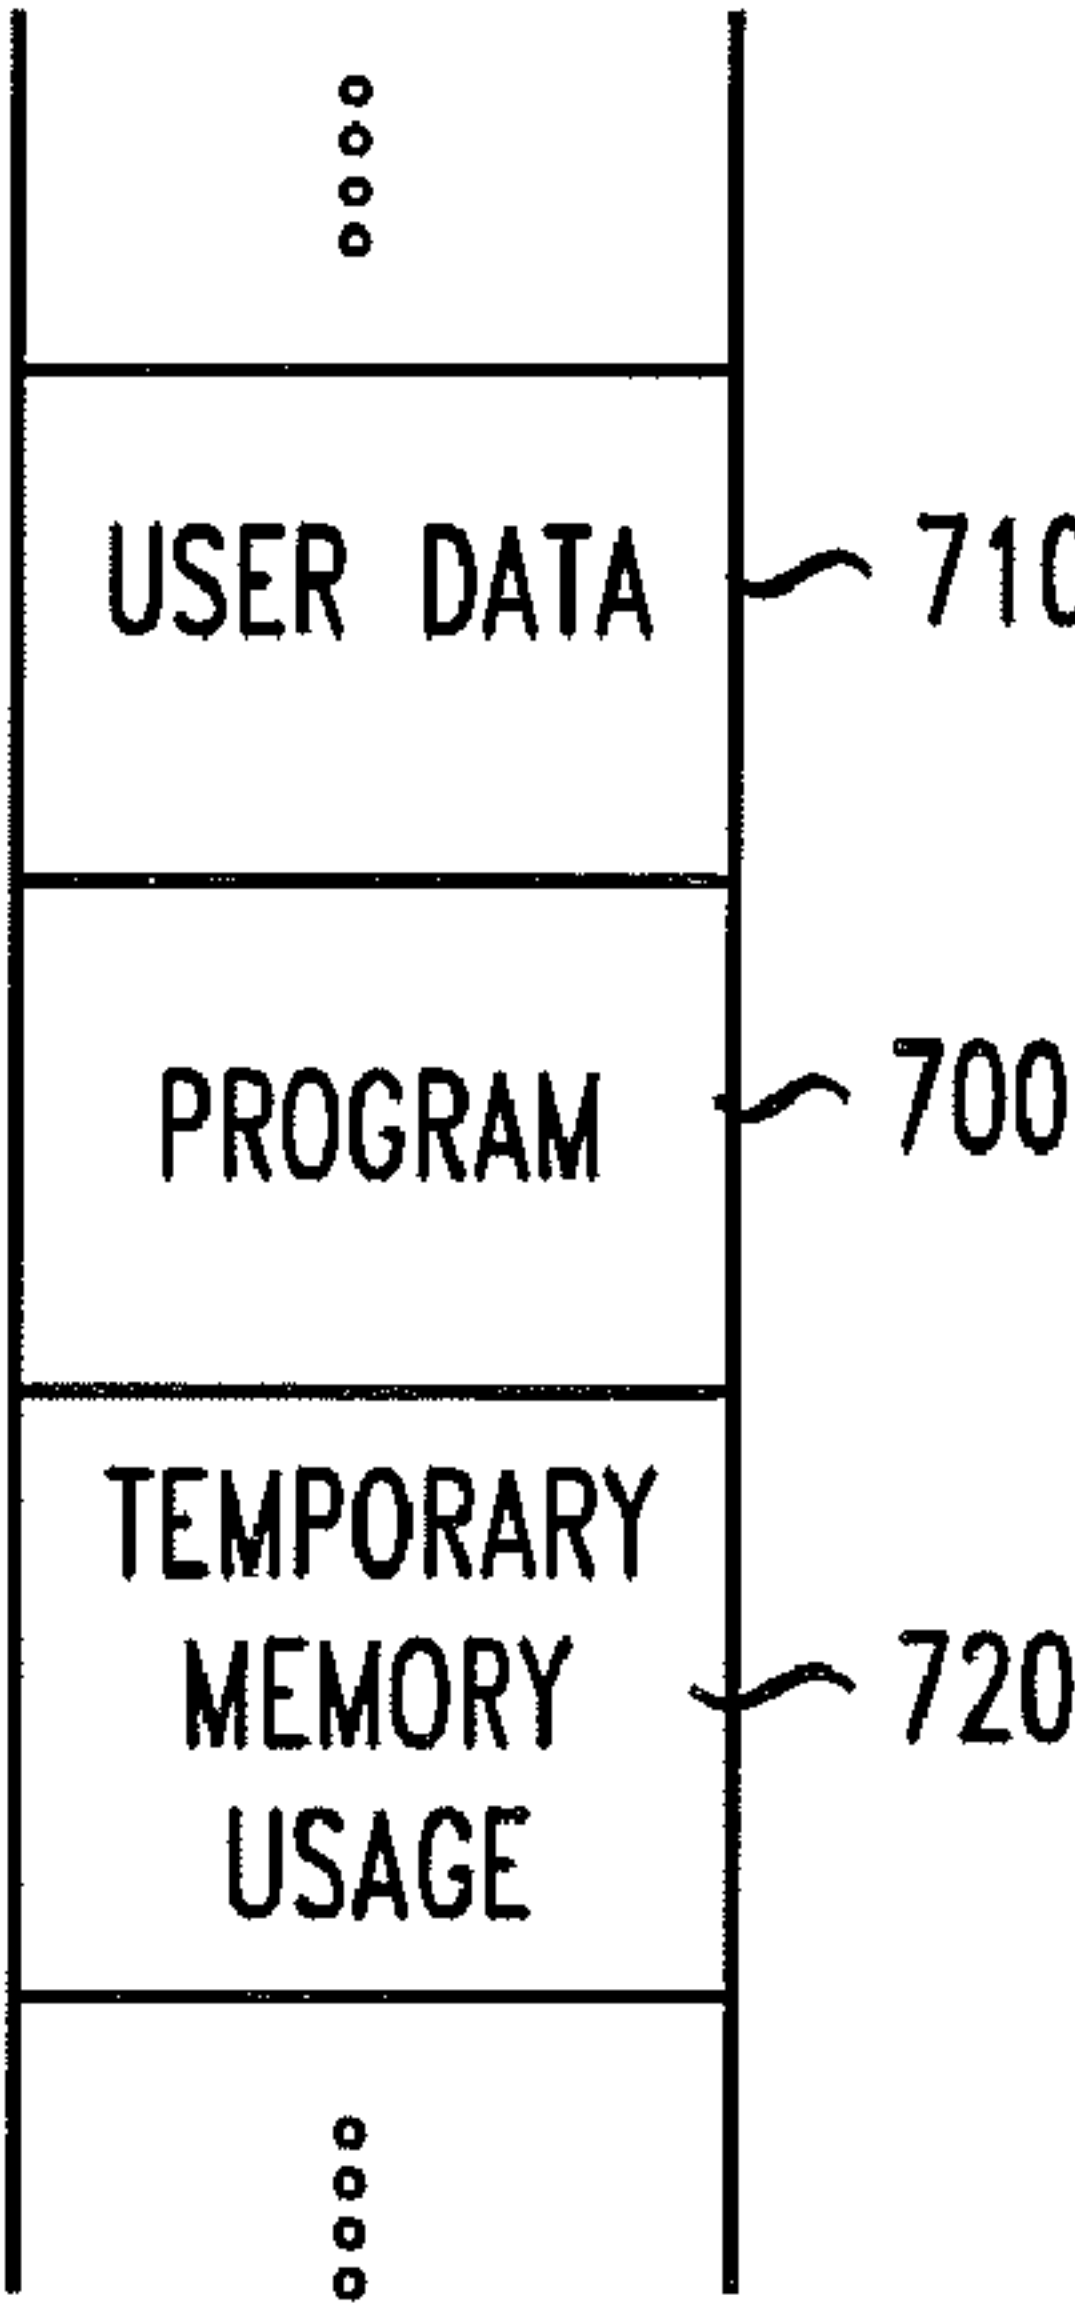 USER DATA
710
PROGRAM
700
TEMPORARY
MEMORY
720
USAGE